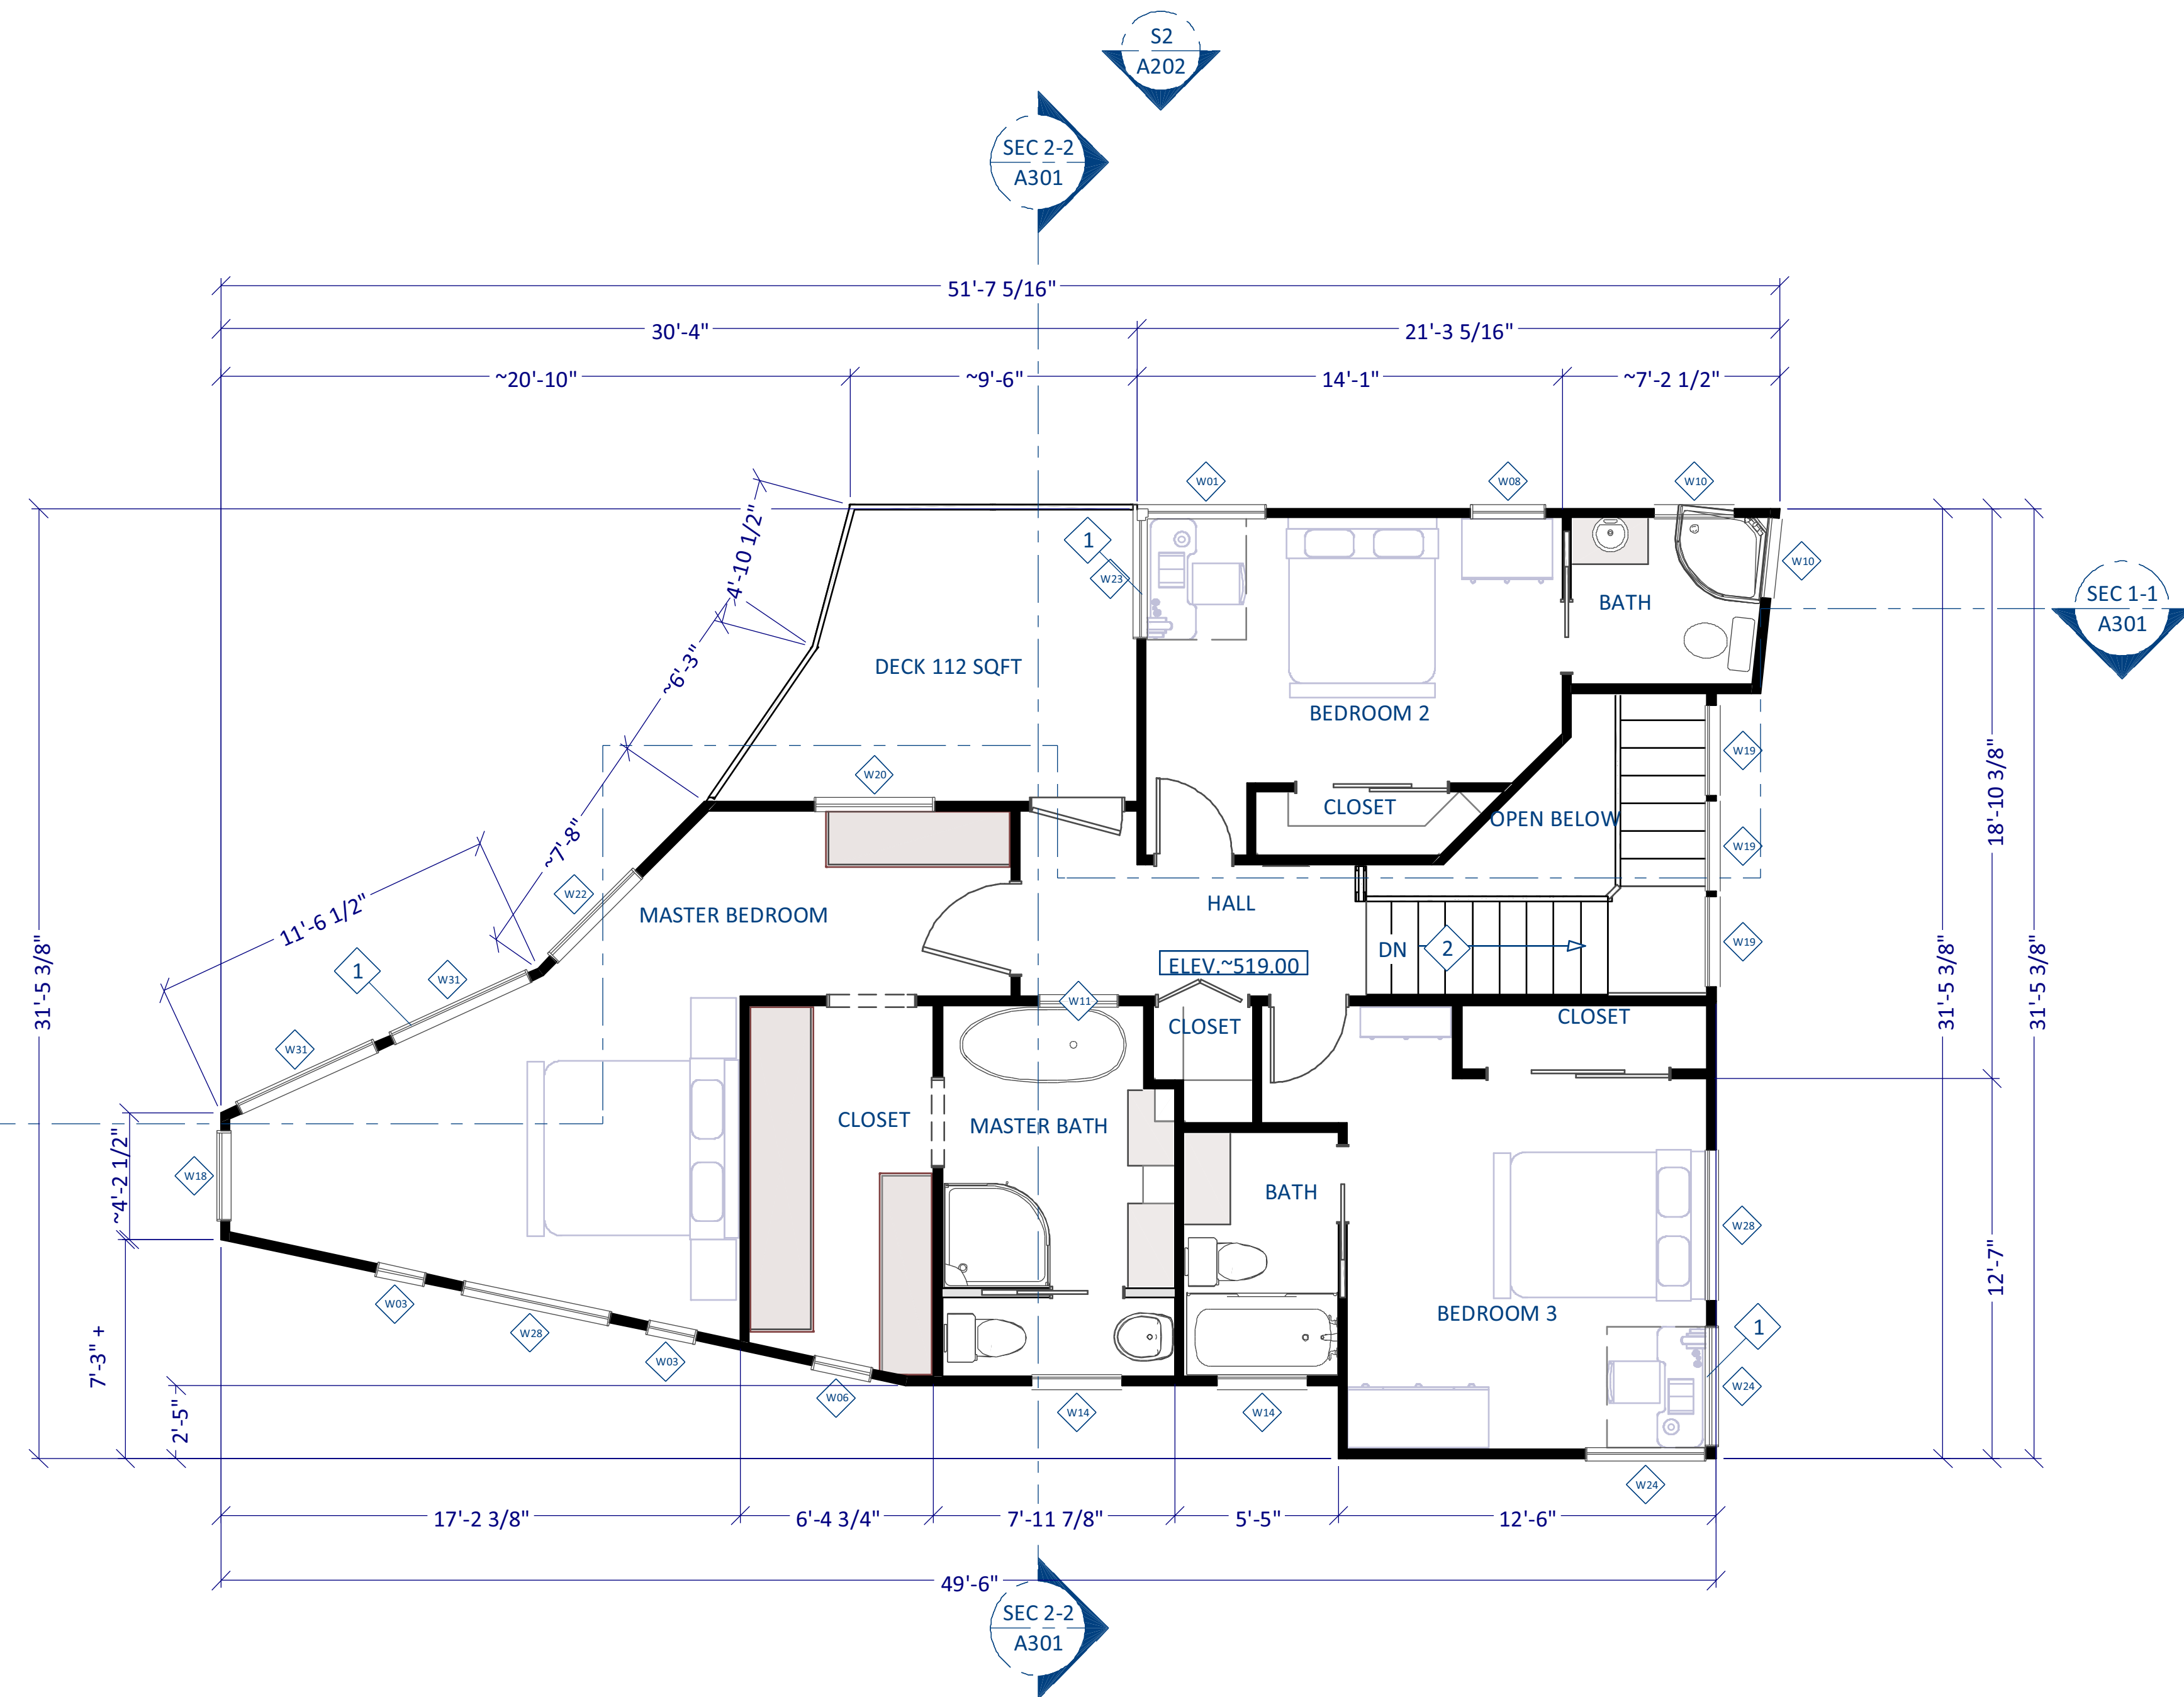 S2
A202
SEC 2-2
A301
51'-7 5/16"
30'-4"
21'-3 5/16"
~20'-10"
~9'-6"
14'-1"
~7'-2 1/2"
W01
W08
W10
4'-10 1/2"
1
W23
W10
SEC 1-1
A301
BATH
~6'-3"
DECK 112 SQFT
BEDROOM 2
W19
W20
18'-10 3/8"
CLOSET
OPEN BELOW
~7'-8"
W19
W22
MASTER BEDROOM
HALL
11'-6 1/2"
W19
DN
2
ELEV.~519.00
31'-5 3/8"
31'-5 3/8"
31'-5 3/8"
1
W31
W11
CLOSET
CLOSET
W31
CLOSET
MASTER BATH
W18
~4'-2 1/2"
BATH
W28
12'-7"
W03
BEDROOM 3
1
W28
7'-3" +
W03
W24
W06
2'-5"
W14
W14
W24
17'-2 3/8"
6'-4 3/4"
7'-11 7/8"
5'-5"
12'-6"
49'-6"
SEC 2-2
A301